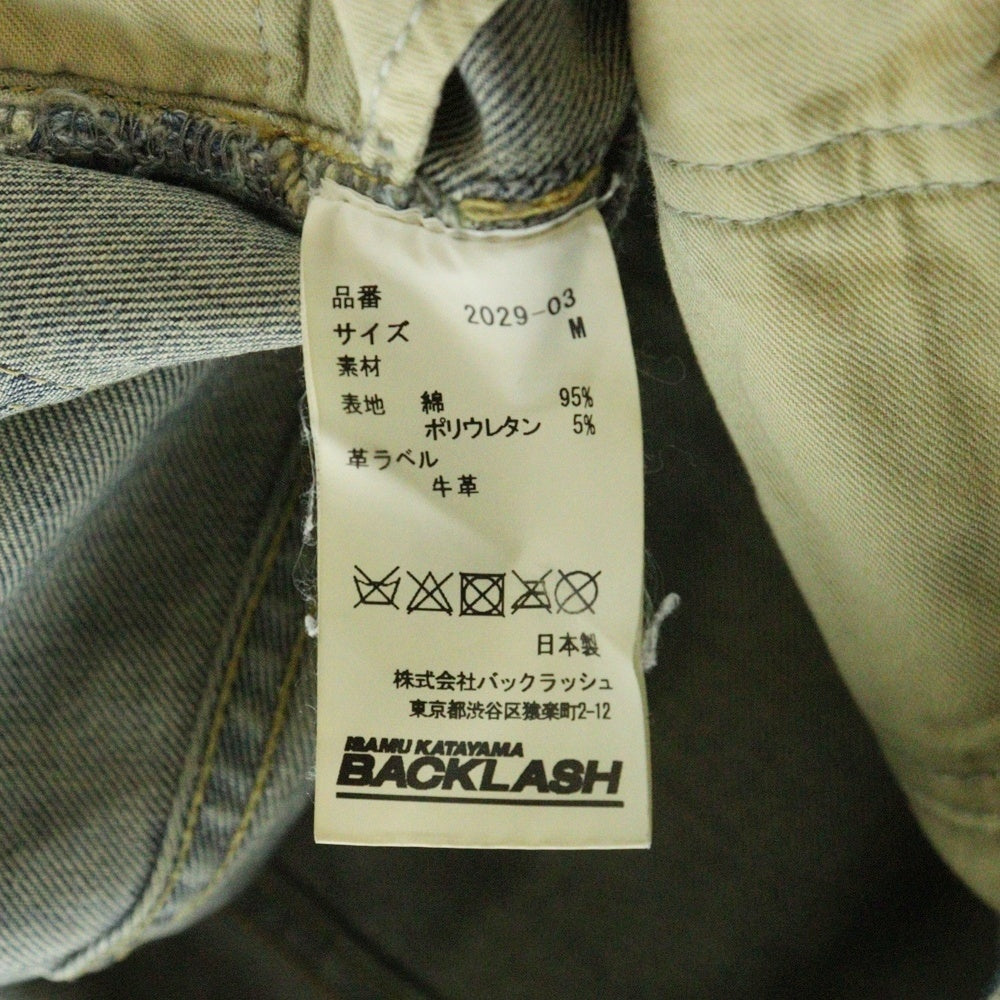 品番 2029-03
サイズ M
素材
表地 綿 95%
ポリウレタン 5%
革ラベル
牛革
日本製
株式会社バックラッシュ
東京都渋谷区猿楽町2-12
ISAMU KATAYAMA
BACKLASH